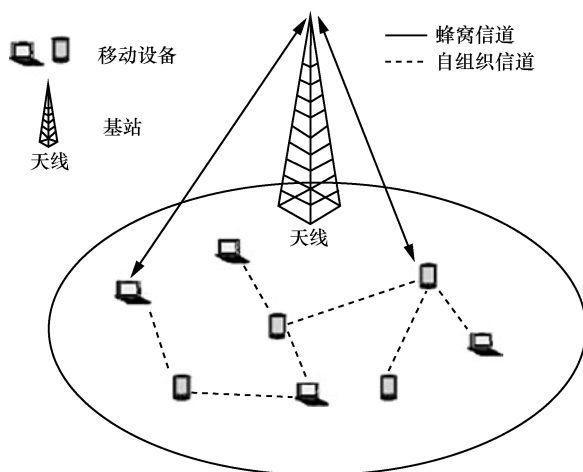 移动设备
基站
天线
蜂窝信道
自组织信道
天线